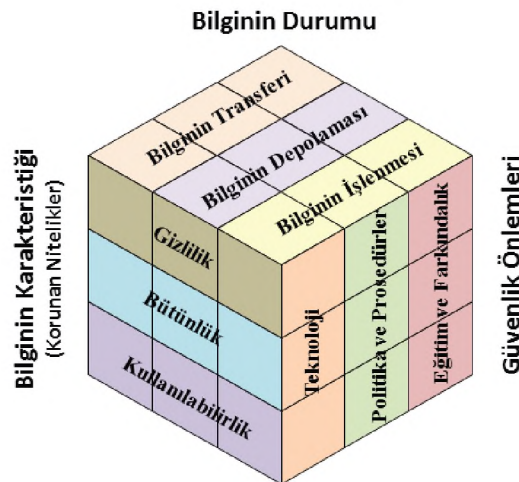 Bilginin Durumu
Bilginin Transferi
Bilginin Depolaması
Bilginin İşlenmesi
Bilginin Karakteristiği
(Korunan Nitelikler)
Gizlilik
Bütünlük
Kullanılabilirlik
Teknoloji
Politika ve Prosedürler
Eğitim ve Farkındalık
Güvenlik Önlemleri